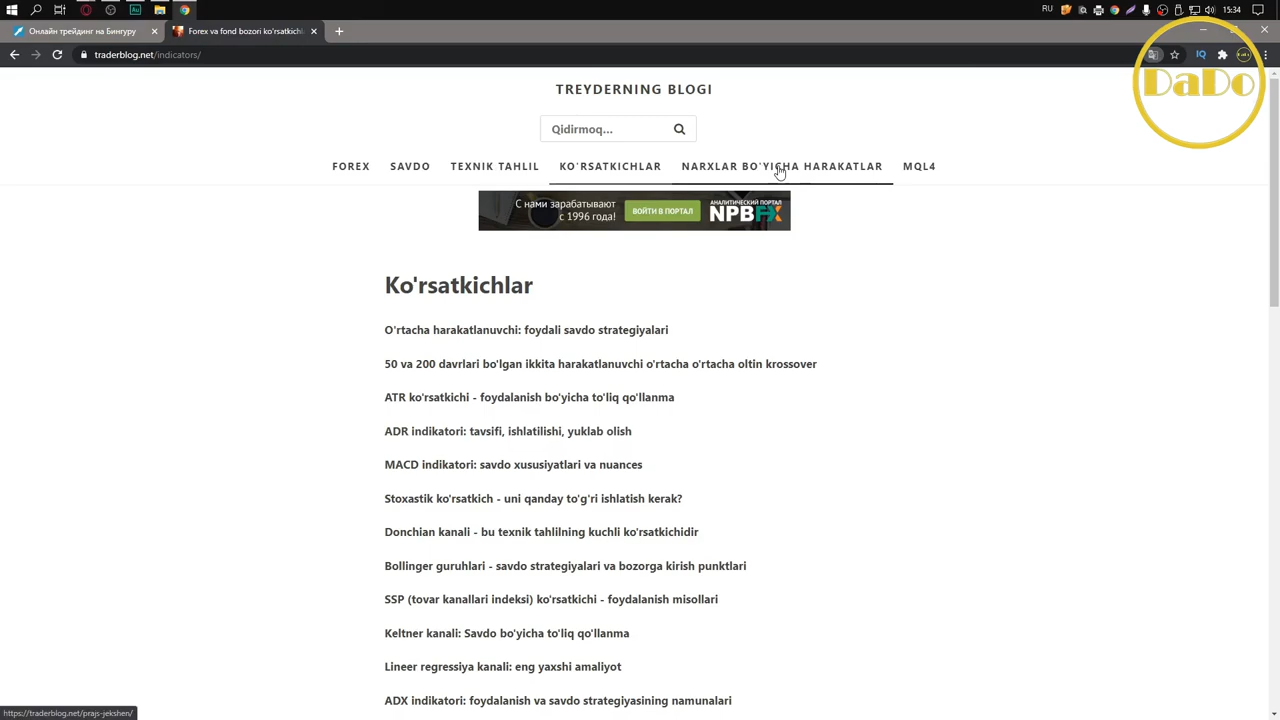 RU
15:34
Онлайн трейдинг на Бингуру
Forex va fond bozori ko'rsatkichla
traderblog.net/indicators/
IQ
DaDo
TREYDERNING BLOGI
Qidirmoq...
FOREX SAVDO TEXNIK TAHLIL KO'RSATKICHLAR NARXLAR BO'YICHA HARAKATLAR MQL4
С нами зарабатывают
с 1996 года!
ВОЙТИ В ПОРТАЛ
АНАЛИТИЧЕСКИЙ ПОРТАЛ
NPBFX
Ko'rsatkichlar
O'rtacha harakatlanuvchi: foydali savdo strategiyalari
50 va 200 davrlari bo'lgan ikkita harakatlanuvchi o'rtacha o'rtacha oltin krossover
ATR ko'rsatkichi - foydalanish bo'yicha to'liq qo'llanma
ADR indikatori: tavsifi, ishlatilishi, yuklab olish
MACD indikatori: savdo xususiyatlari va nuances
Stoxastik ko'rsatkich - uni qanday to'g'ri ishlatish kerak?
Donchian kanali - bu texnik tahlilning kuchli ko'rsatkichidir
Bollinger guruhlari - savdo strategiyalari va bozorga kirish punktlari
SSP (tovar kanallari indeksi) ko'rsatkichi - foydalanish misollari
Keltner kanali: Savdo bo'yicha to'liq qo'llanma
Lineer regressiya kanali: eng yaxshi amaliyot
ADX indikatori: foydalanish va savdo strategiyasining namunalari
https://traderblog.net/prajs-jekshen/